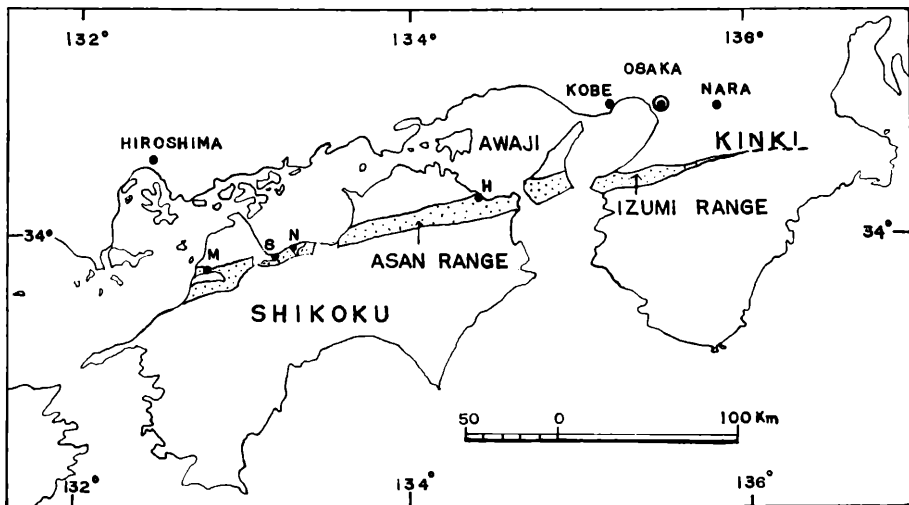 132° 134° 136°
OSAKA
KOBE NARA
HIROSHIMA AWAJI KINKI
H
IZUMI RANGE
34° 34°
N
S
M ASAN RANGE
SHIKOKU
50 0 100 Km
132° 134° 136°